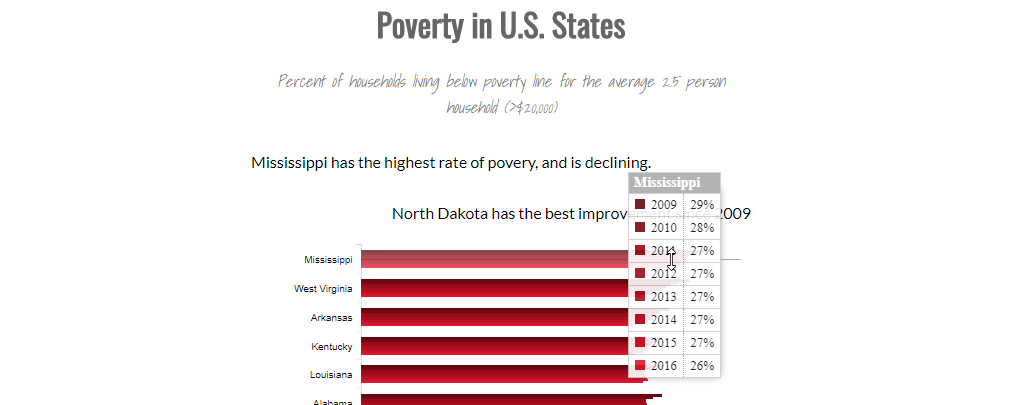 Poverty in U.S. States
Percent of households living below poverty line for the average 2.5 person
household (>$20,000)
Mississippi has the highest rate of povery, and is declining.
North Dakota has the best improvement since 2009
Mississippi
2009 29%
2010 28%
2011 27%
2012 27%
2013 27%
2014 27%
2015 27%
2016 26%
Mississippi
West Virginia
Arkansas
Kentucky
Louisiana
Alabama